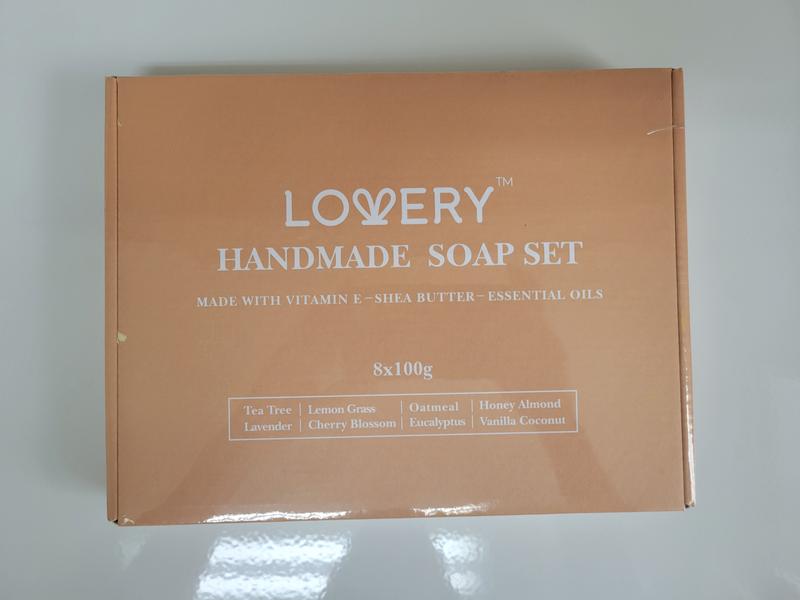 LOVERY™
HANDMADE SOAP SET
MADE WITH VITAMIN E-SHEA BUTTER-ESSENTIAL OILS
8x100g
Tea Tree | Lemon Grass | Oatmeal | Honey Almond
Lavender | Cherry Blossom | Eucalyptus | Vanilla Coconut